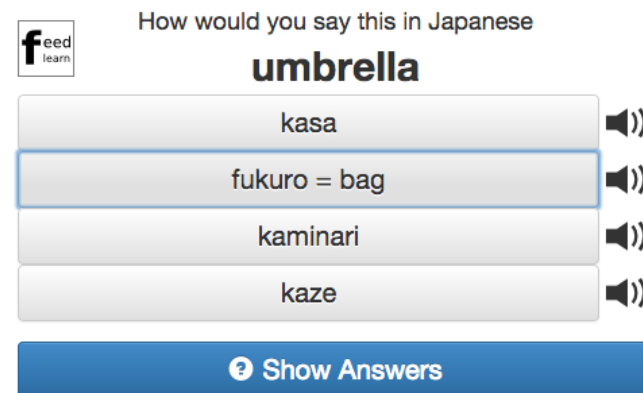 feed
learn
How would you say this in Japanese
umbrella
kasa
fukuro = bag
kaminari
kaze
Show Answers